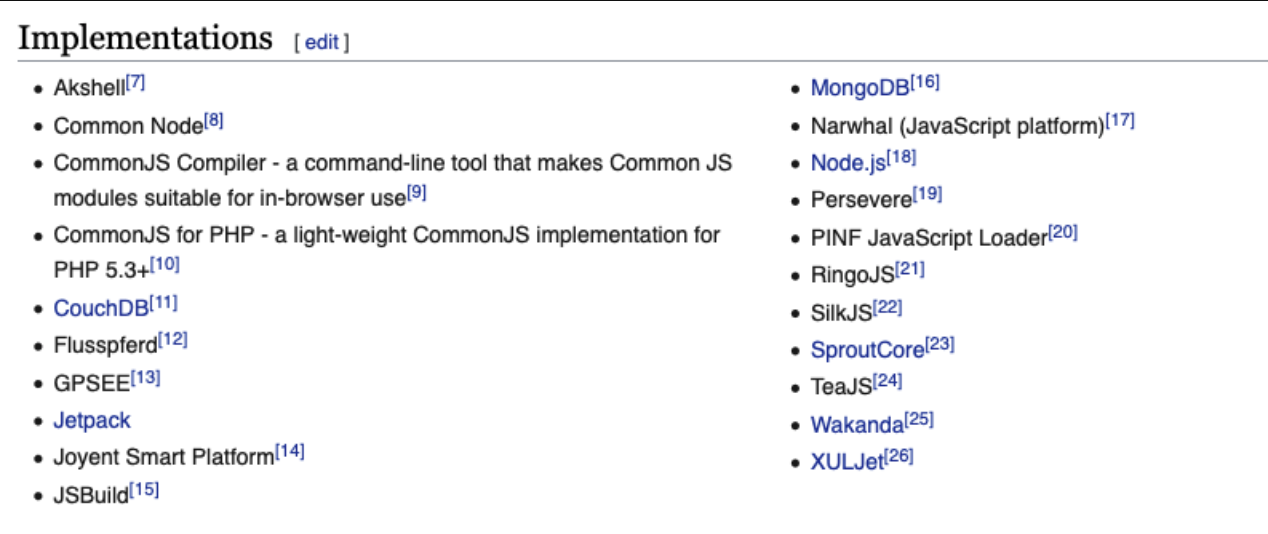 Implementations [ edit ]
• Akshell[7]
• Common Node[8]
• CommonJS Compiler - a command-line tool that makes Common JS
modules suitable for in-browser use[9]
• CommonJS for PHP - a light-weight CommonJS implementation for
PHP 5.3+[10]
• CouchDB[11]
• Flusspferd[12]
• GPSEE[13]
• Jetpack
• Joyent Smart Platform[14]
• JSBuild[15]
• MongoDB[16]
• Narwhal (JavaScript platform)[17]
• Node.js[18]
• Persevere[19]
• PINF JavaScript Loader[20]
• RingoJS[21]
• SilkJS[22]
• SproutCore[23]
• TeaJS[24]
• Wakanda[25]
• XULJet[26]